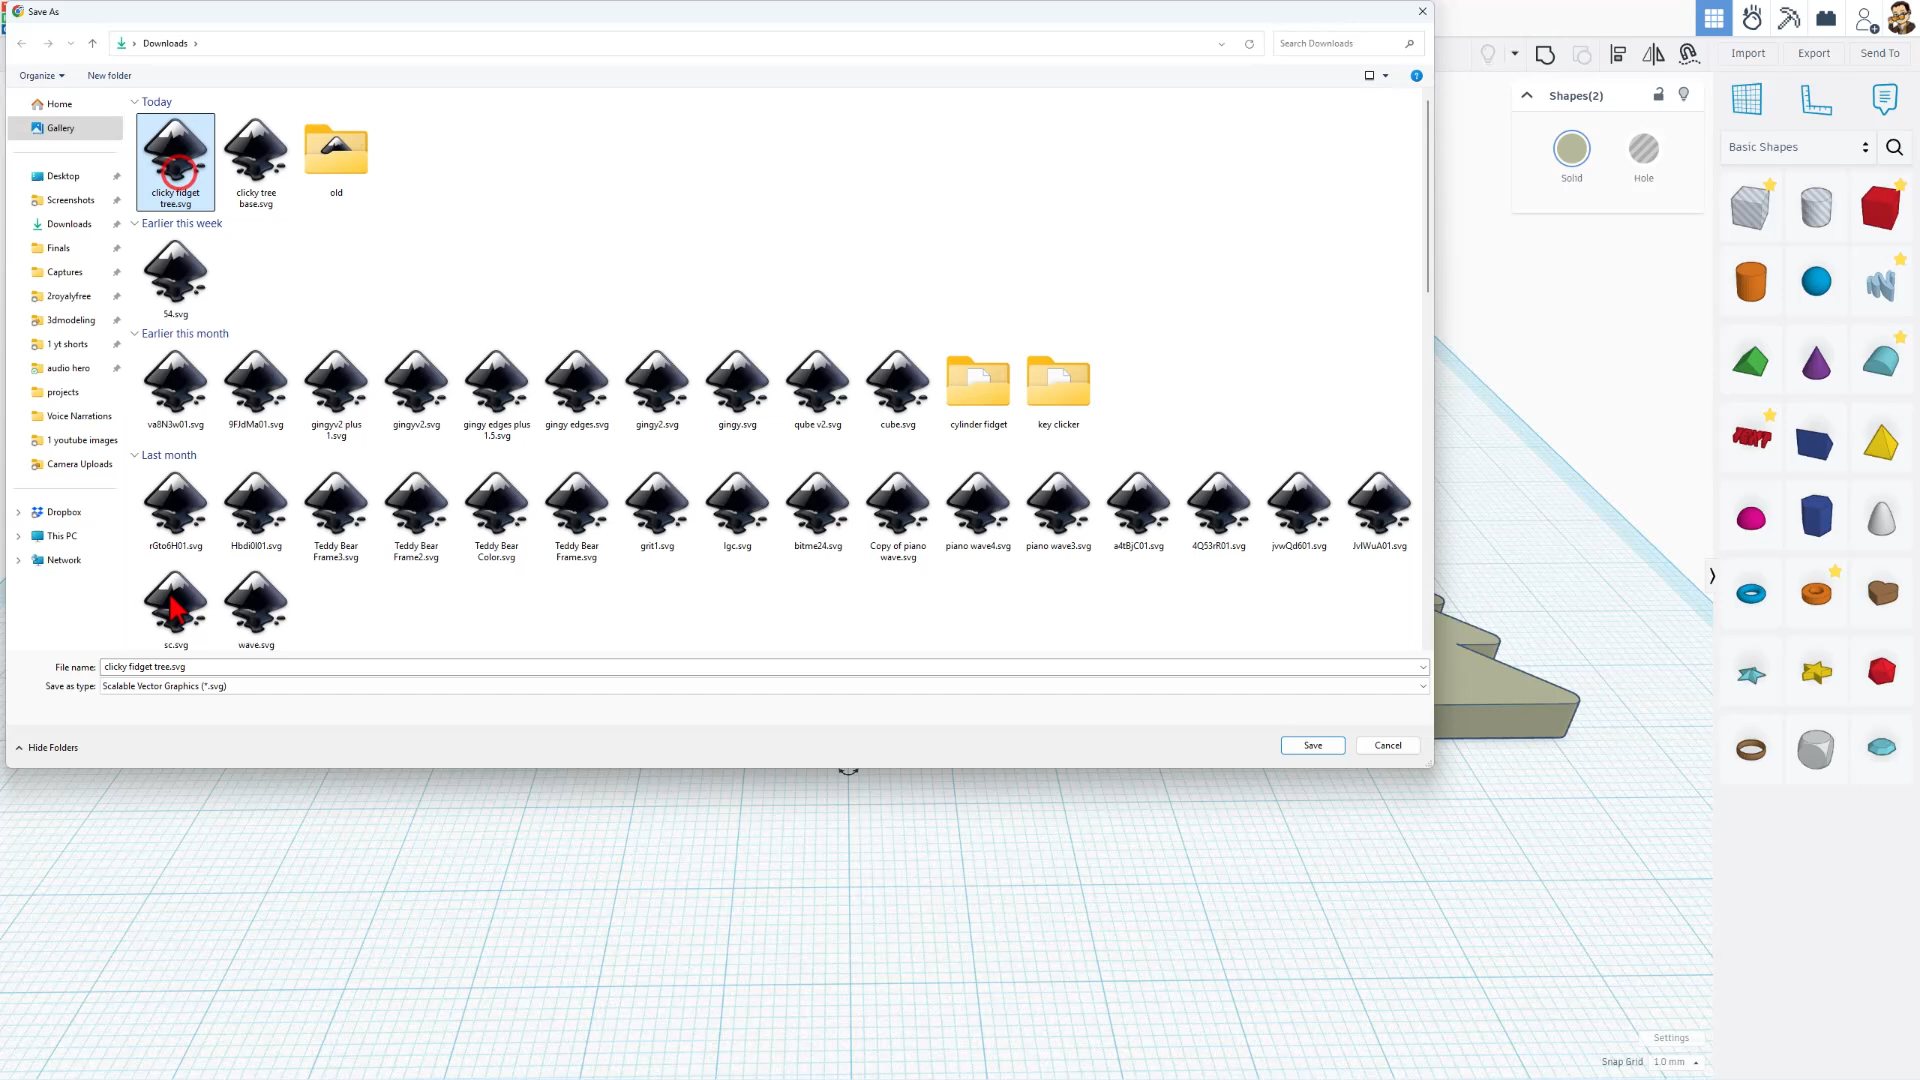 Save As
Downloads
Search Downloads
Organize
New folder
Import
Export
Send To
Home
Gallery
Desktop
Screenshots
Downloads
Finals
Captures
2royalyfree
3dmodeling
1 yt shorts
audio hero
projects
Voice Narrations
1 youtube images
Camera Uploads
Dropbox
This PC
Network
Today
clicky fidget
tree.svg
clicky tree
base.svg
old
Earlier this week
54.svg
Earlier this month
va8N3w01.svg
9FJdMa01.svg
gingyv2 plus
1.svg
gingyv2.svg
gingy edges plus
1.5.svg
gingy edges.svg
gingy2.svg
gingy.svg
qube v2.svg
cube.svg
cylinder fidget
key clicker
Last month
rGto6H01.svg
Hbdi0l01.svg
Teddy Bear
Frame3.svg
Teddy Bear
Frame2.svg
Teddy Bear
Color.svg
Teddy Bear
Frame.svg
grit1.svg
lgc.svg
bitme24.svg
Copy of piano
wave.svg
piano wave4.svg
piano wave3.svg
a4tBjC01.svg
4Q53rR01.svg
jvwQd601.svg
JvIWuA01.svg
sc.svg
wave.svg
File name: clicky fidget tree.svg
Save as type: Scalable Vector Graphics (*.svg)
Hide Folders
Save
Cancel
Shapes(2)
Solid
Hole
Basic Shapes
TEXT
Settings
Snap Grid 1.0 mm